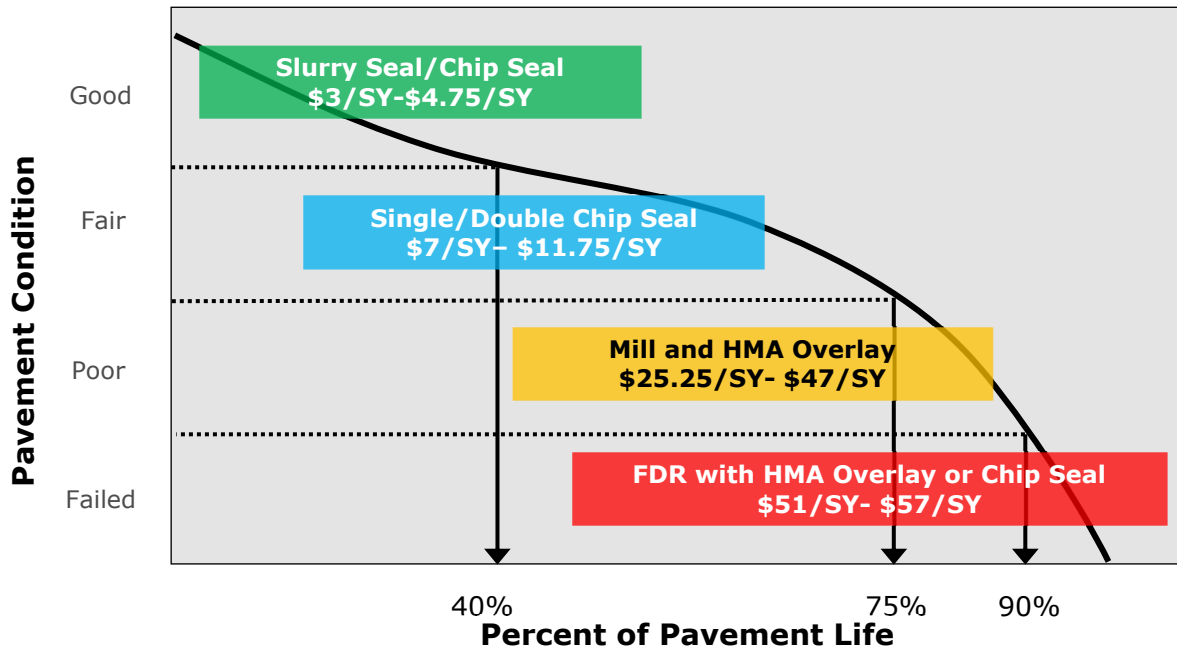 Pavement Condition
Good
Fair
Poor
Failed
Slurry Seal/Chip Seal
$3/SY-$4.75/SY
Single/Double Chip Seal
$7/SY– $11.75/SY
Mill and HMA Overlay
$25.25/SY- $47/SY
FDR with HMA Overlay or Chip Seal
$51/SY- $57/SY
40%
75%
90%
Percent of Pavement Life